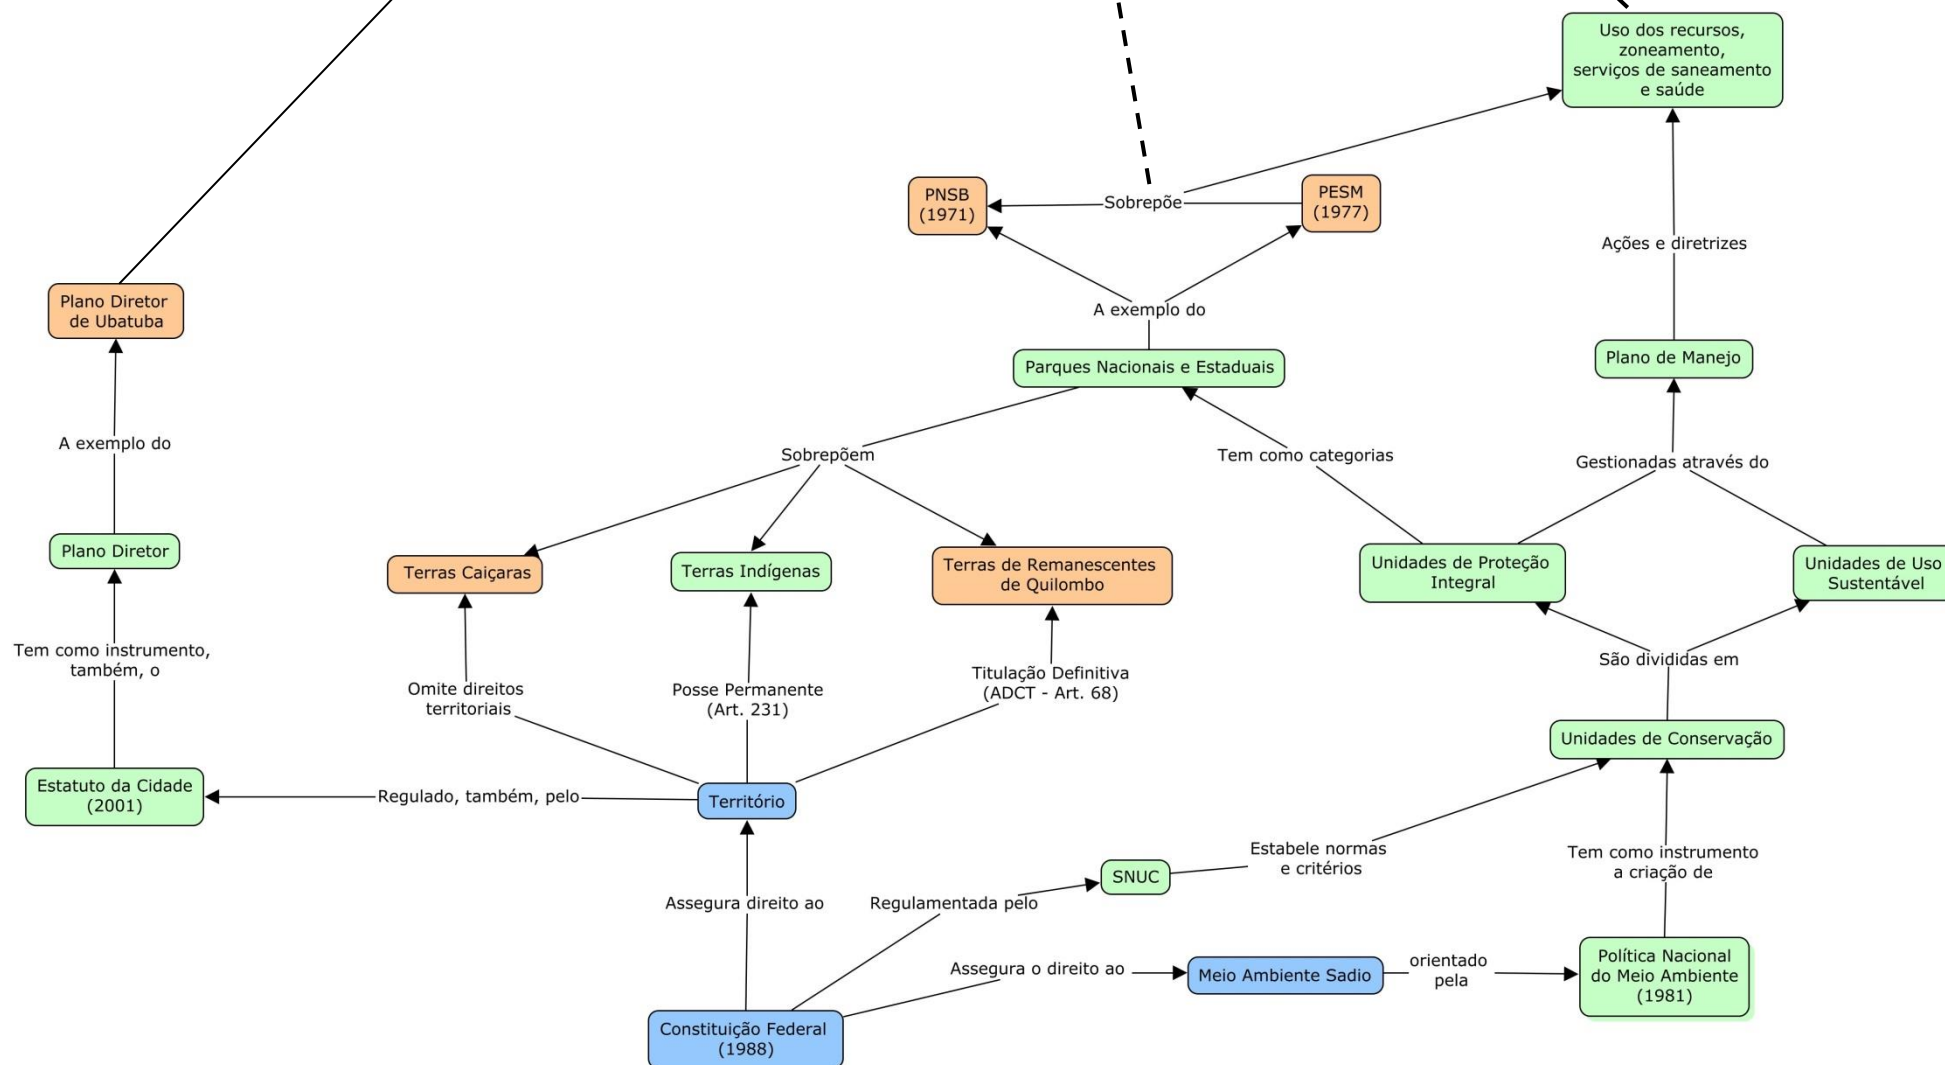 Uso dos recursos,
zoneamento,
serviços de saneamento
e saúde
PNSB
(1971)
Sobrepõe
PESM
(1977)
Ações e diretrizes
Plano Diretor
de Ubatuba
A exemplo do
Parques Nacionais e Estaduais
Plano de Manejo
A exemplo do
Sobrepõem
Tem como categorias
Gestionadas através do
Plano Diretor
Terras Caiçaras
Terras Indígenas
Terras de Remanescentes
de Quilombo
Unidades de Proteção
Integral
Unidades de Uso
Sustentável
Tem como instrumento,
também, o
Omite direitos
territoriais
Posse Permanente
(Art. 231)
Titulação Definitiva
(ADCT - Art. 68)
São divididas em
Unidades de Conservação
Estatuto da Cidade
(2001)
Regulado, também, pelo
Território
Estabele normas
e critérios
Tem como instrumento
a criação de
SNUC
Assegura direito ao
Regulamentada pelo
Assegura o direito ao
Meio Ambiente Sadio
orientado
pela
Política Nacional
do Meio Ambiente
(1981)
Constituição Federal
(1988)